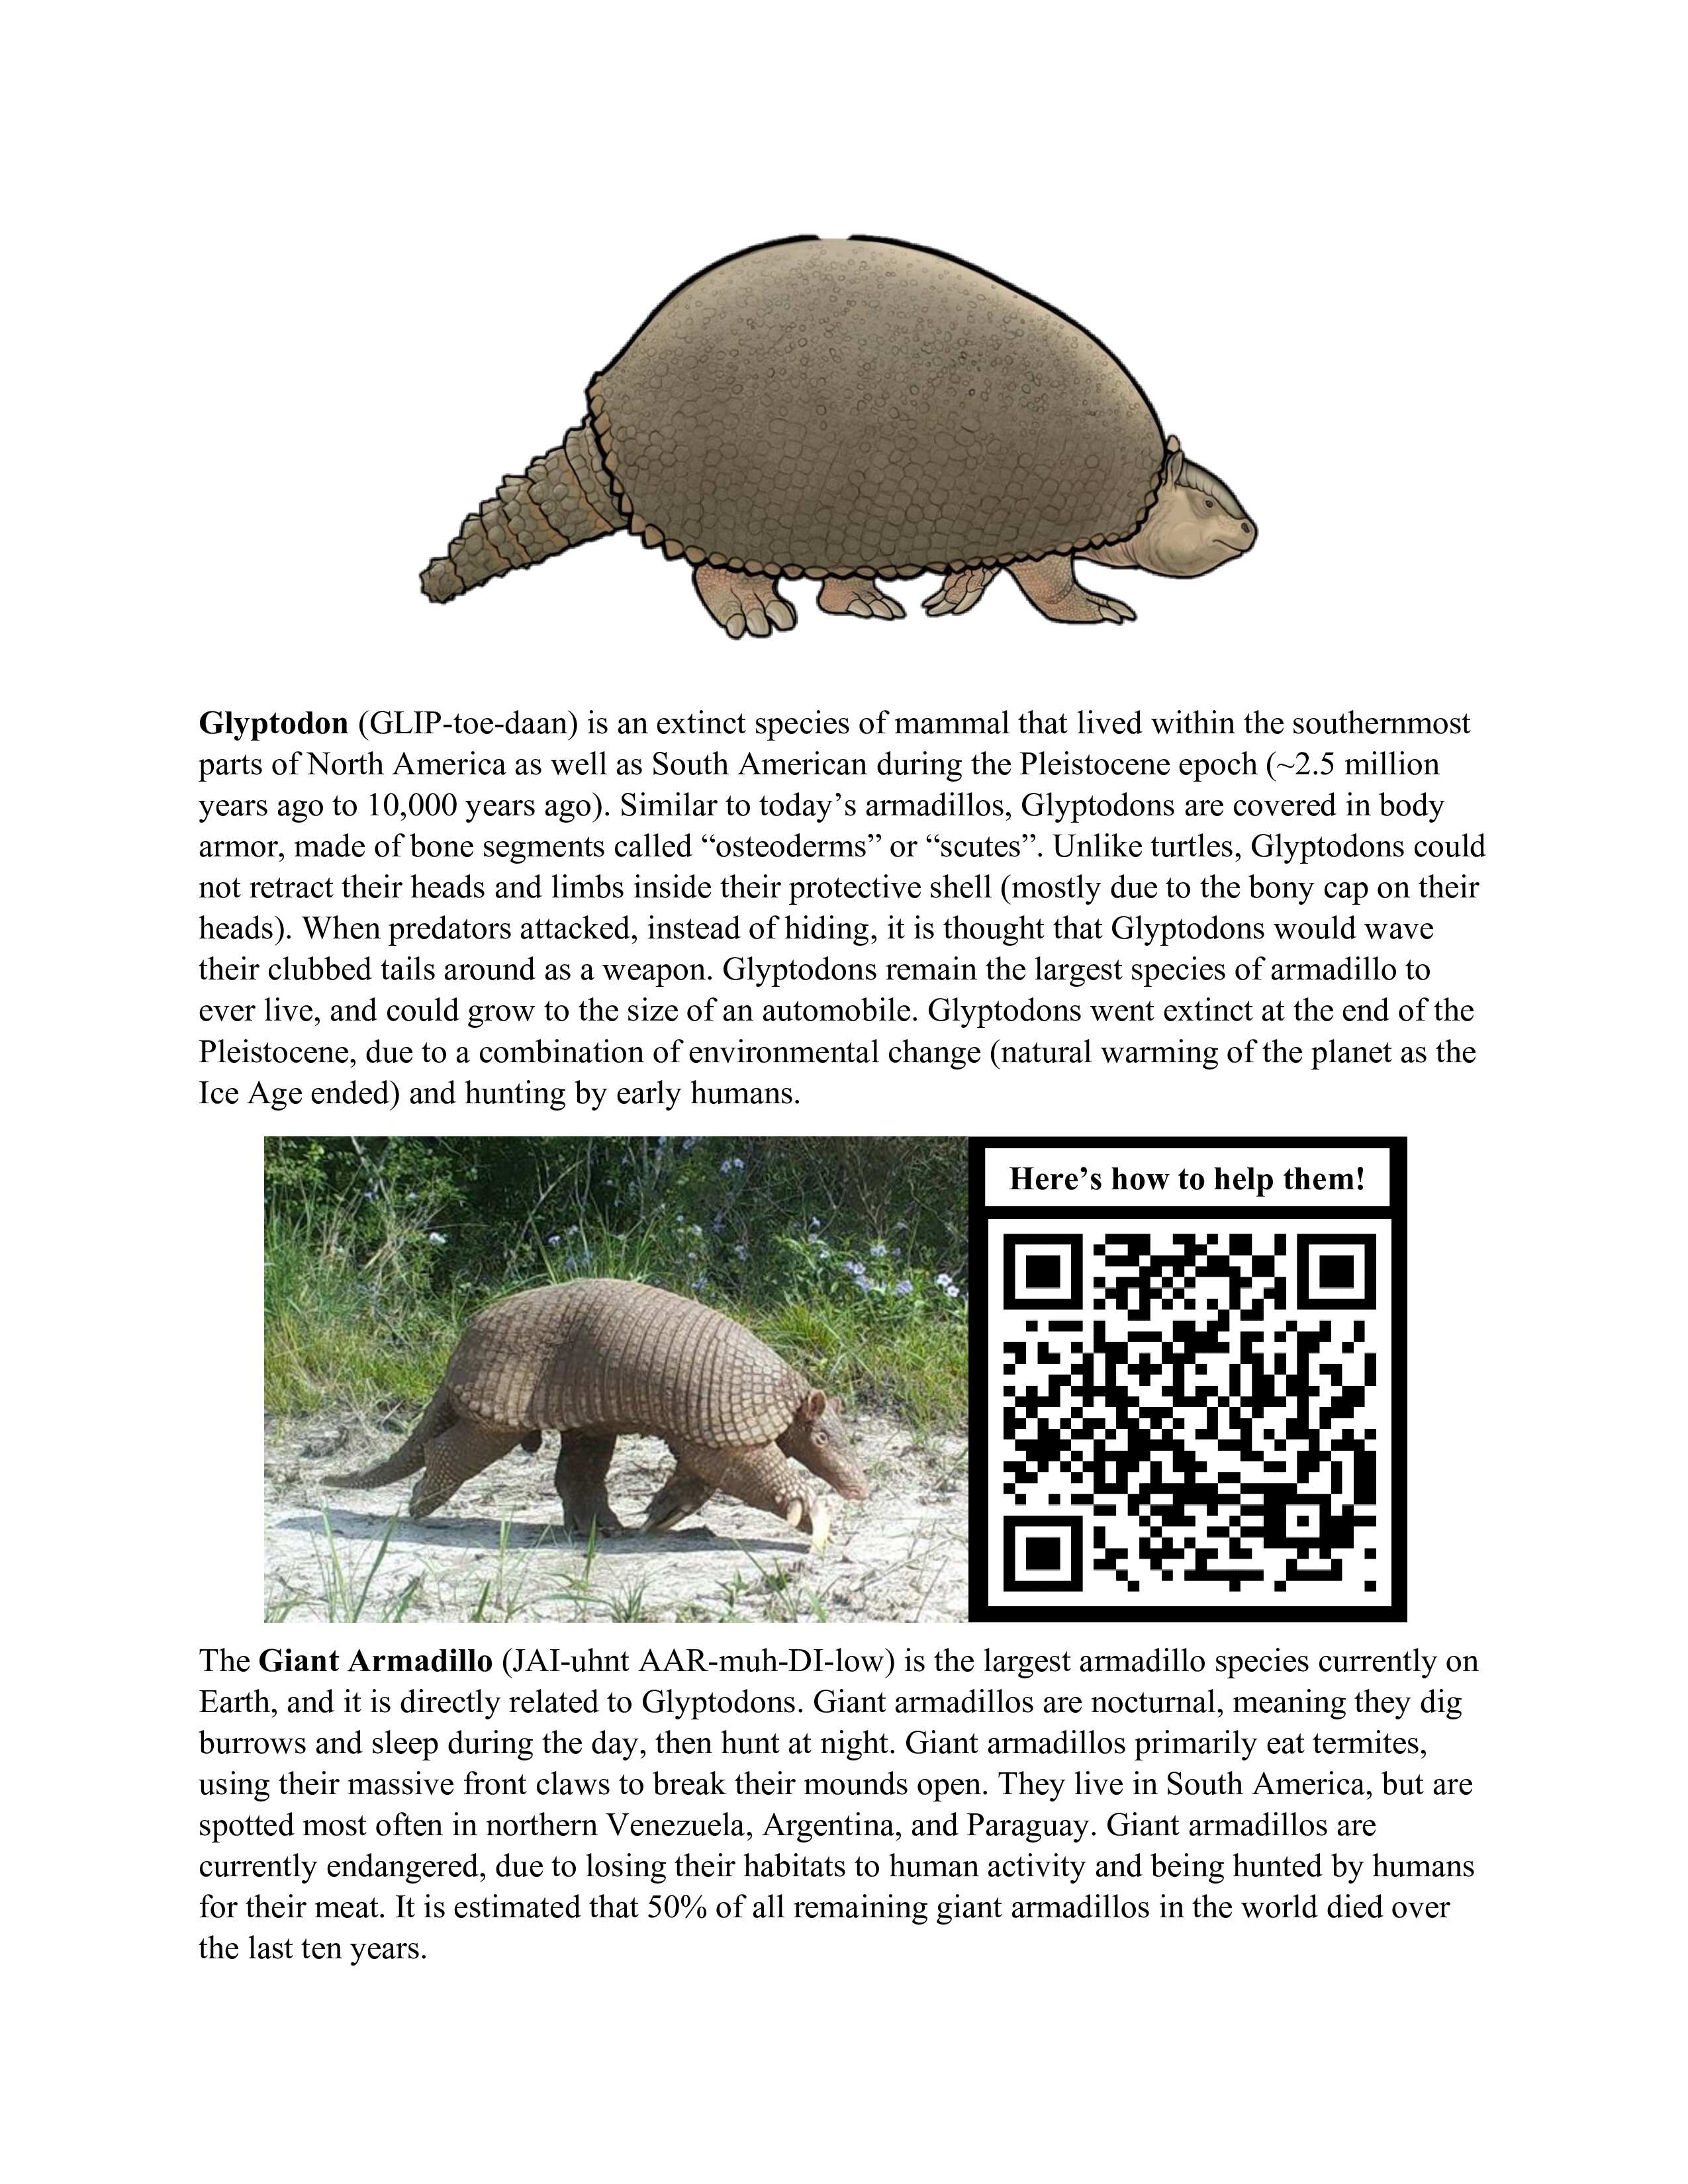 Glyptodon (GLIP-toe-daan) is an extinct species of mammal that lived within the southernmost
parts of North America as well as South American during the Pleistocene epoch (~2.5 million
years ago to 10,000 years ago). Similar to today’s armadillos, Glyptodons are covered in body
armor, made of bone segments called “osteoderms” or “scutes”. Unlike turtles, Glyptodons could
not retract their heads and limbs inside their protective shell (mostly due to the bony cap on their
heads). When predators attacked, instead of hiding, it is thought that Glyptodons would wave
their clubbed tails around as a weapon. Glyptodons remain the largest species of armadillo to
ever live, and could grow to the size of an automobile. Glyptodons went extinct at the end of the
Pleistocene, due to a combination of environmental change (natural warming of the planet as the
Ice Age ended) and hunting by early humans.
Here’s how to help them!
The Giant Armadillo (JAI-uhnt AAR-muh-DI-low) is the largest armadillo species currently on
Earth, and it is directly related to Glyptodons. Giant armadillos are nocturnal, meaning they dig
burrows and sleep during the day, then hunt at night. Giant armadillos primarily eat termites,
using their massive front claws to break their mounds open. They live in South America, but are
spotted most often in northern Venezuela, Argentina, and Paraguay. Giant armadillos are
currently endangered, due to losing their habitats to human activity and being hunted by humans
for their meat. It is estimated that 50% of all remaining giant armadillos in the world died over
the last ten years.